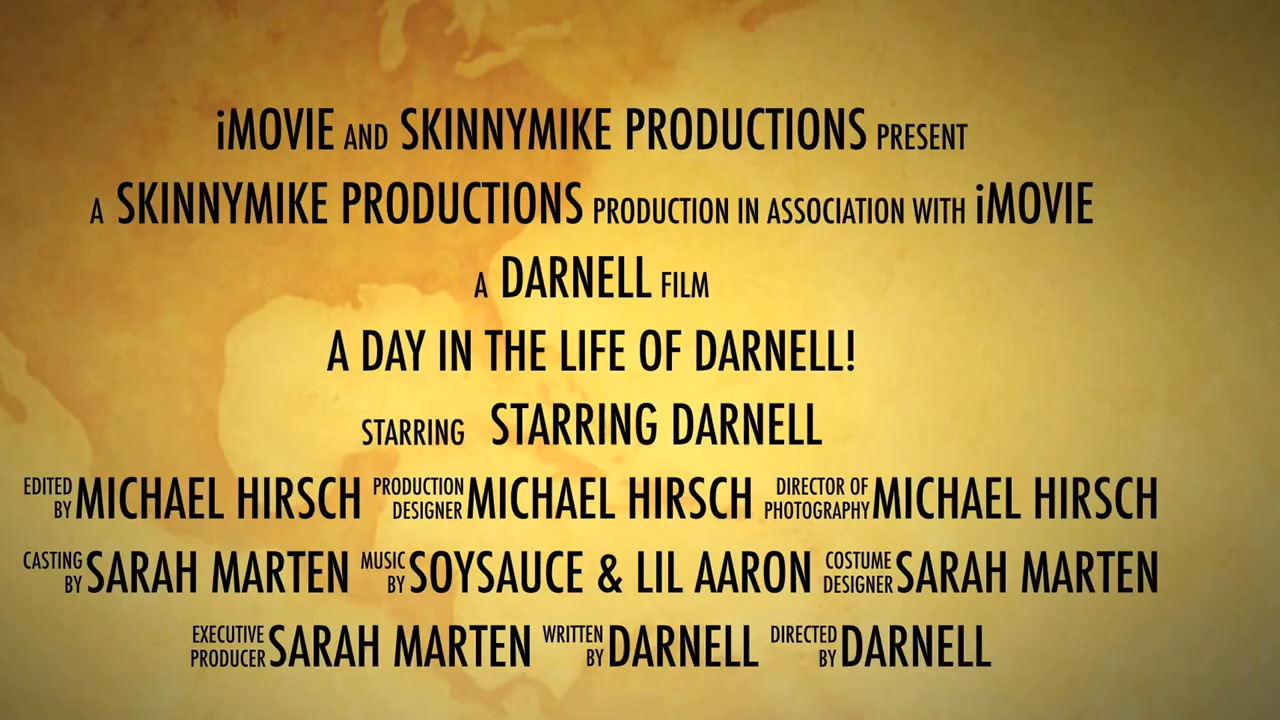 iMOVIE AND SKINNYMIKE PRODUCTIONS PRESENT
A SKINNYMIKE PRODUCTIONS PRODUCTION IN ASSOCIATION WITH iMOVIE
A DARNELL FILM
A DAY IN THE LIFE OF DARNELL!
STARRING STARRING DARNELL
EDITED BY MICHAEL HIRSCH PRODUCTION DESIGNER MICHAEL HIRSCH DIRECTOR OF PHOTOGRAPHY MICHAEL HIRSCH
CASTING BY SARAH MARTEN MUSIC BY SOYSAUCE & LIL AARON COSTUME DESIGNER SARAH MARTEN
EXECUTIVE PRODUCER SARAH MARTEN WRITTEN BY DARNELL DIRECTED BY DARNELL